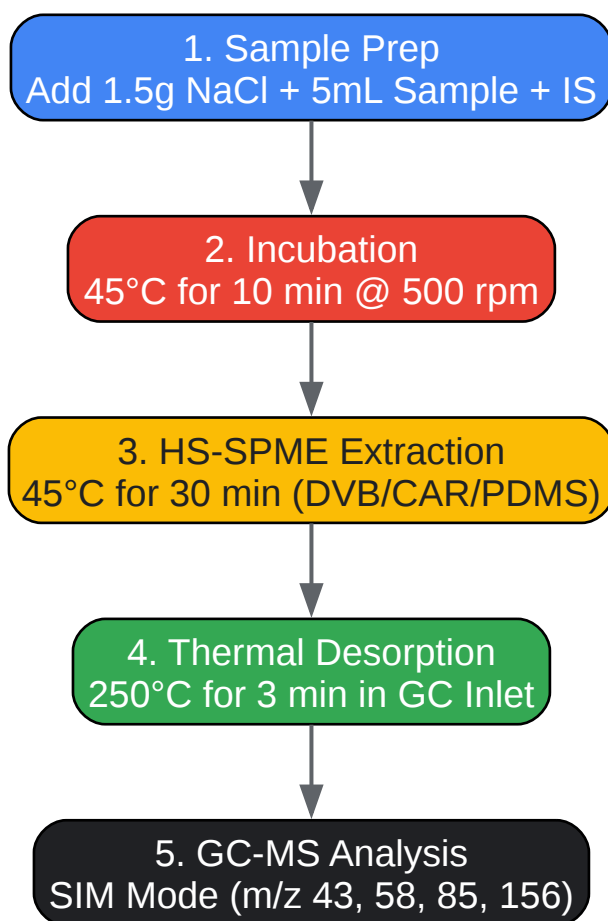 1. Sample Prep
Add 1.5g NaCl + 5mL Sample + IS
2. Incubation
45°C for 10 min @ 500 rpm
3. HS-SPME Extraction
45°C for 30 min (DVB/CAR/PDMS)
4. Thermal Desorption
250°C for 3 min in GC Inlet
5. GC-MS Analysis
SIM Mode (m/z 43, 58, 85, 156)